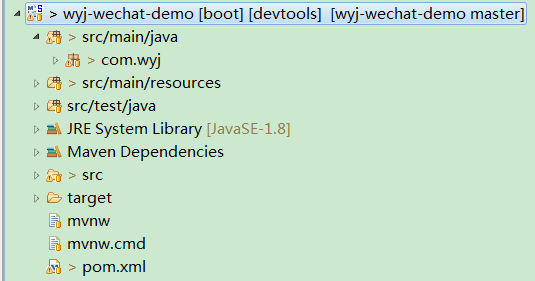 > wyj-wechat-demo [boot] [devtools] [wyj-wechat-demo master]
> src/main/java
> com.wyj
> src/main/resources
src/test/java
JRE System Library [JavaSE-1.8]
Maven Dependencies
> src
target
mvnw
mvnw.cmd
> pom.xml